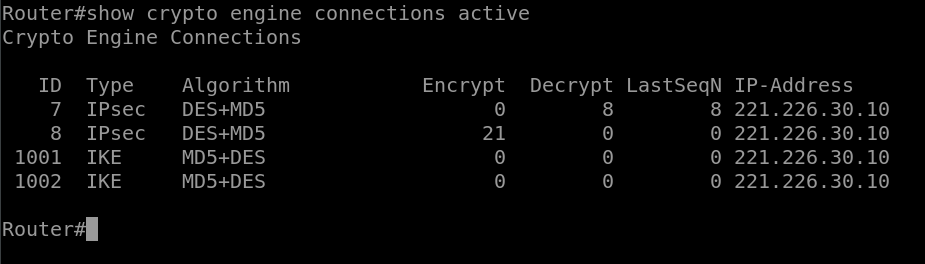 Router#show crypto engine connections active
Crypto Engine Connections

   ID  Type    Algorithm           Encrypt  Decrypt LastSeqN IP-Address
    7  IPsec   DES+MD5                   0        8        8 221.226.30.10
    8  IPsec   DES+MD5                  21        0        0 221.226.30.10
 1001  IKE     MD5+DES                   0        0        0 221.226.30.10
 1002  IKE     MD5+DES                   0        0        0 221.226.30.10

Router#